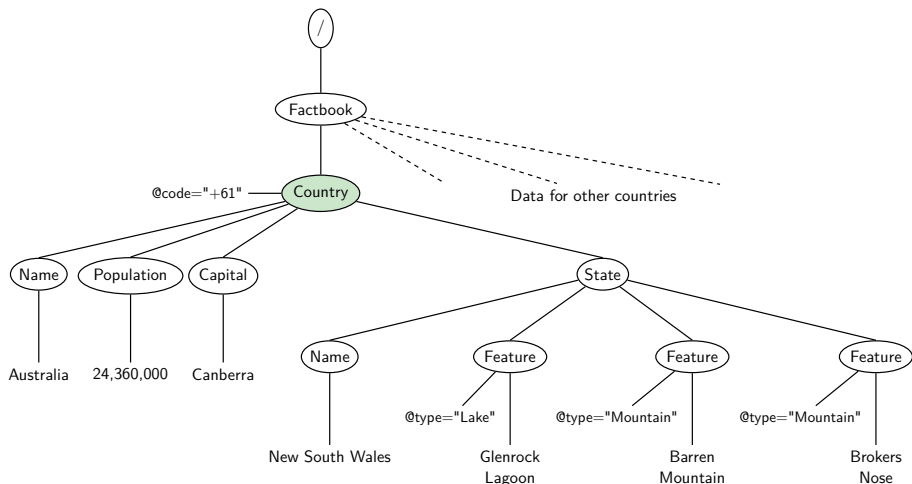 /
Factbook
@code="+61"
Country
Data for other countries
Name
Population
Capital
State
Australia
24,360,000
Canberra
Name
Feature
Feature
Feature
@type="Lake"
@type="Mountain"
@type="Mountain"
New South Wales
Glenrock
Lagoon
Barren
Mountain
Brokers
Nose